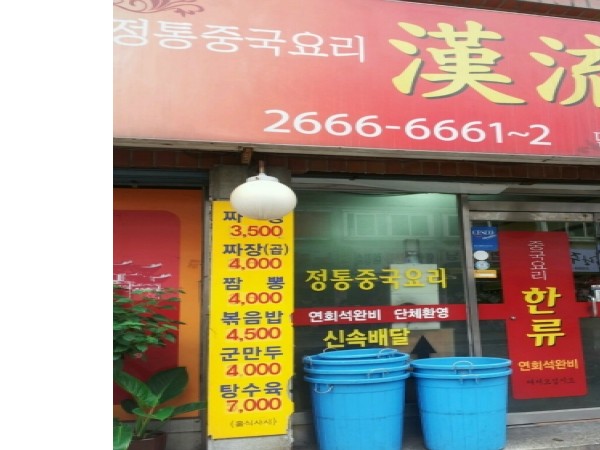 정통중국요리 漢流
2666-6661~2
3,500
짜장(곱)
4,000
짬 뽕
4,000
볶음밥
4,500
군만두
4,000
탕수육
7,000
정통중국요리
연회석완비 단체환영
신속배달
중국요리
한류
연회석완비